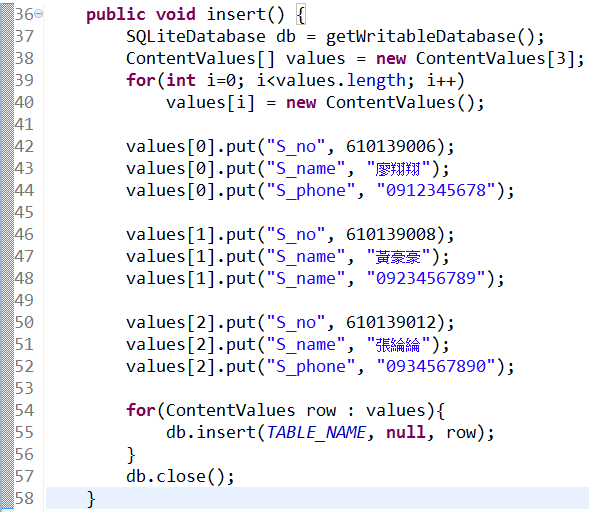 36 public void insert() {
37 SQLiteDatabase db = getWritableDatabase();
38 ContentValues[] values = new ContentValues[3];
39 for(int i=0; i<values.length; i++)
40 values[i] = new ContentValues();
41
42 values[0].put("S_no", 610139006);
43 values[0].put("S_name", "廖翔翔");
44 values[0].put("S_phone", "0912345678");
45
46 values[1].put("S_no", 610139008);
47 values[1].put("S_name", "黃豪豪");
48 values[1].put("S_name", "0923456789");
49
50 values[2].put("S_no", 610139012);
51 values[2].put("S_name", "張綸綸");
52 values[2].put("S_phone", "0934567890");
53
54 for(ContentValues row : values){
55 db.insert(TABLE_NAME, null, row);
56 }
57 db.close();
58 }